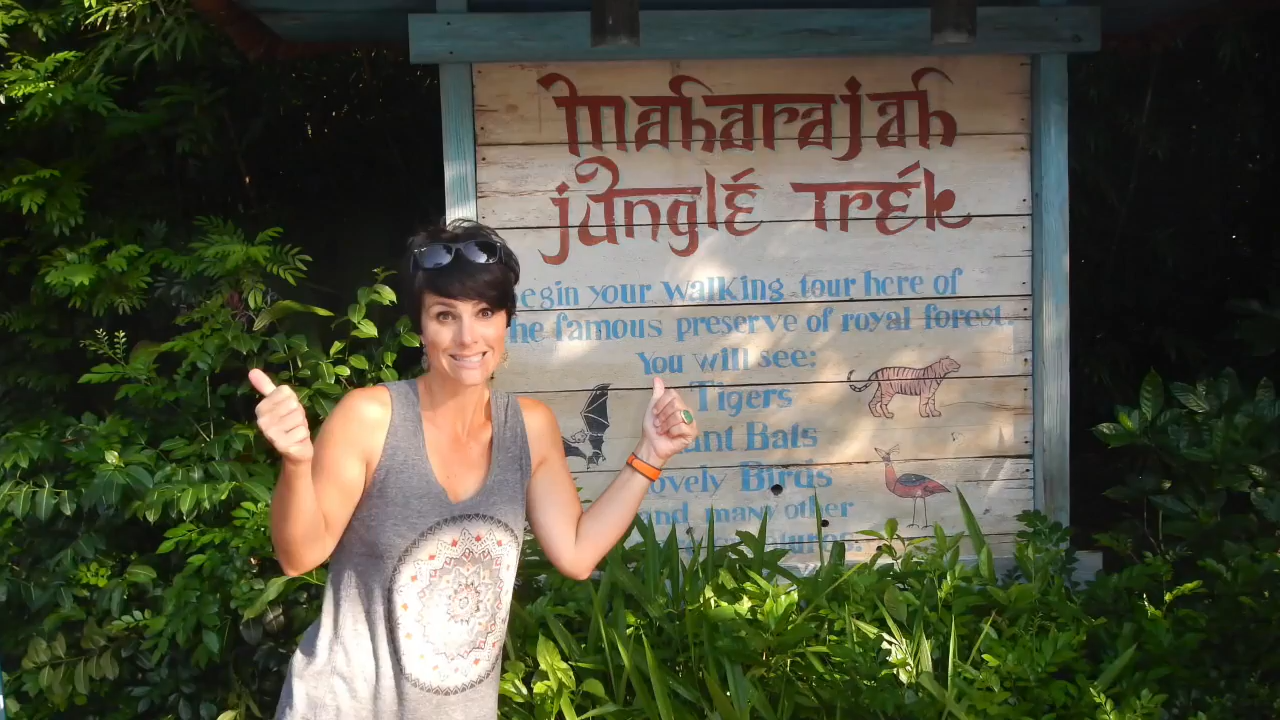 maharajah
jungle trek
egin your walking tour here of
he famous preserve of royal forest.
You will see:
Tigers
ant Bats
ovely Birds
and many other